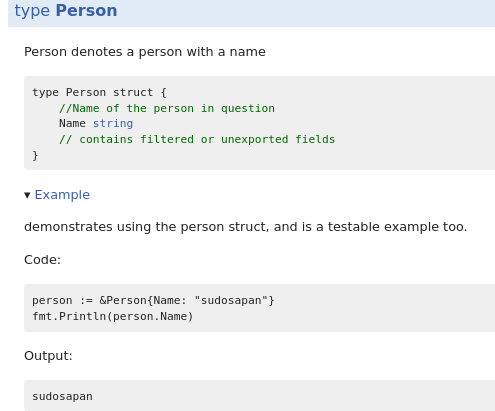 type Person
Person denotes a person with a name
type Person struct {
    //Name of the person in question
    Name string
    // contains filtered or unexported fields
}
▾ Example
demonstrates using the person struct, and is a testable example too.
Code:
person := &Person{Name: "sudosapan"}
fmt.Println(person.Name)
Output:
sudosapan